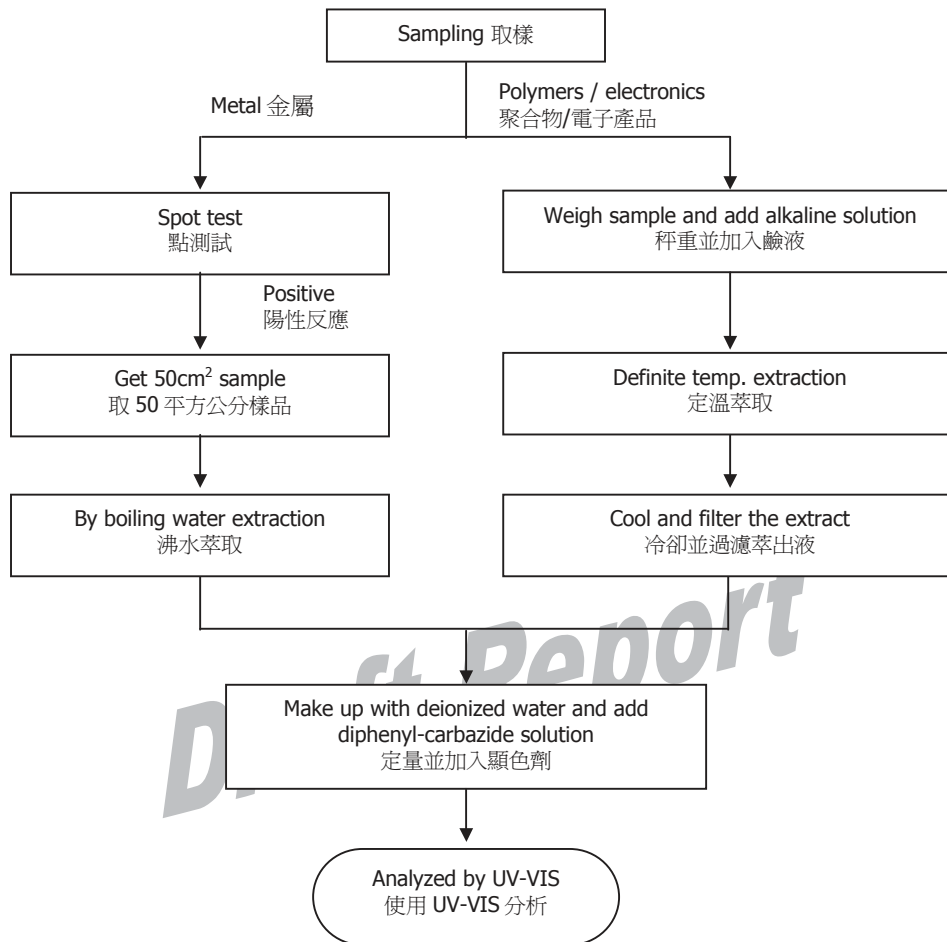 Sampling 取樣
Metal 金屬
Polymers / electronics
聚合物/電子產品
Spot test
點測試
Weigh sample and add alkaline solution
秤重並加入鹼液
Positive
陽性反應
Get 50cm² sample
取 50 平方公分樣品
Definite temp. extraction
定溫萃取
By boiling water extraction
沸水萃取
Cool and filter the extract
冷卻並過濾萃出液
Draft Report
Make up with deionized water and add
diphenyl-carbazide solution
定量並加入顯色劑
Analyzed by UV-VIS
使用 UV-VIS 分析